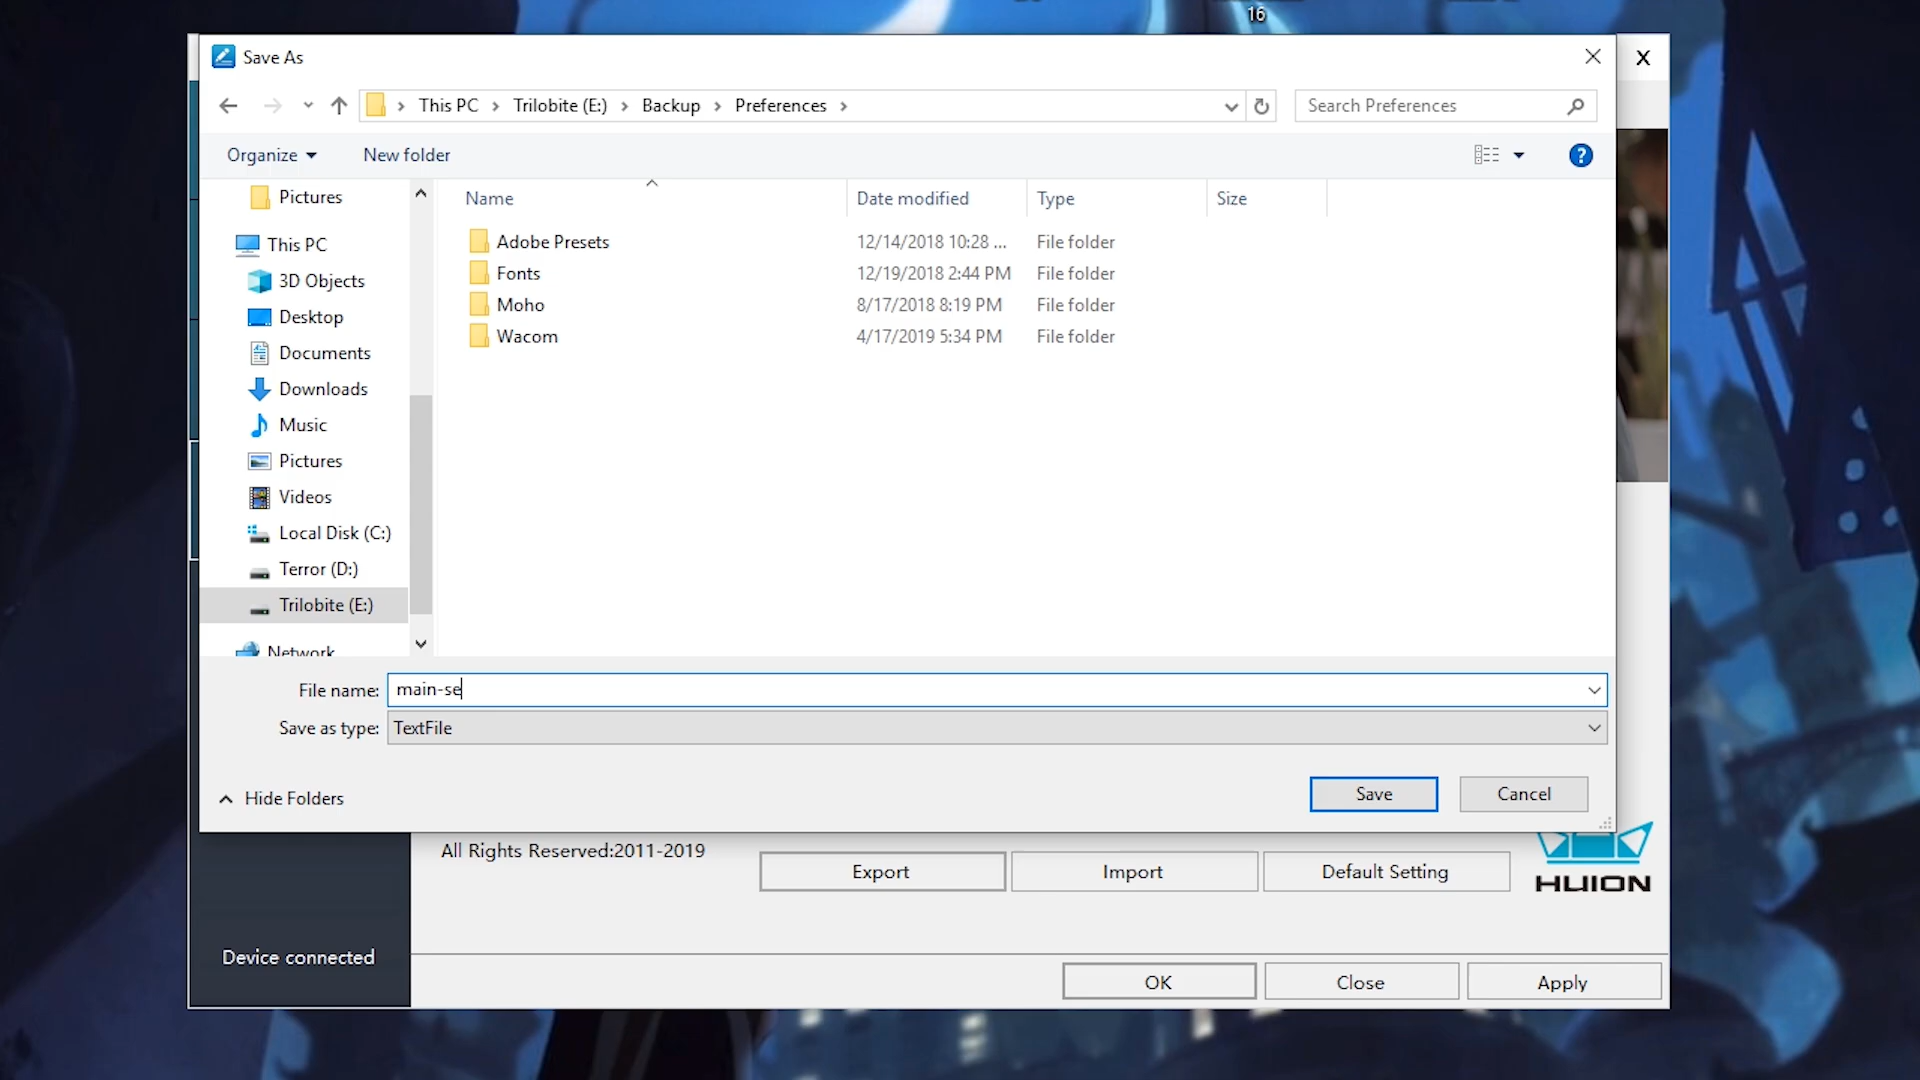 16
Save As
X
This PC > Trilobite (E:) > Backup > Preferences >
Search Preferences
Organize
New folder
?
Name
Date modified
Type
Size
Adobe Presets 12/14/2018 10:28 ... File folder
Fonts 12/19/2018 2:44 PM File folder
Moho 8/17/2018 8:19 PM File folder
Wacom 4/17/2019 5:34 PM File folder
Pictures
This PC
3D Objects
Desktop
Documents
Downloads
Music
Pictures
Videos
Local Disk (C:)
Terror (D:)
Trilobite (E:)
Network
File name: main-se
Save as type: TextFile
Hide Folders
Save
Cancel
All Rights Reserved:2011-2019
Export
Import
Default Setting
HUION
Device connected
OK
Close
Apply